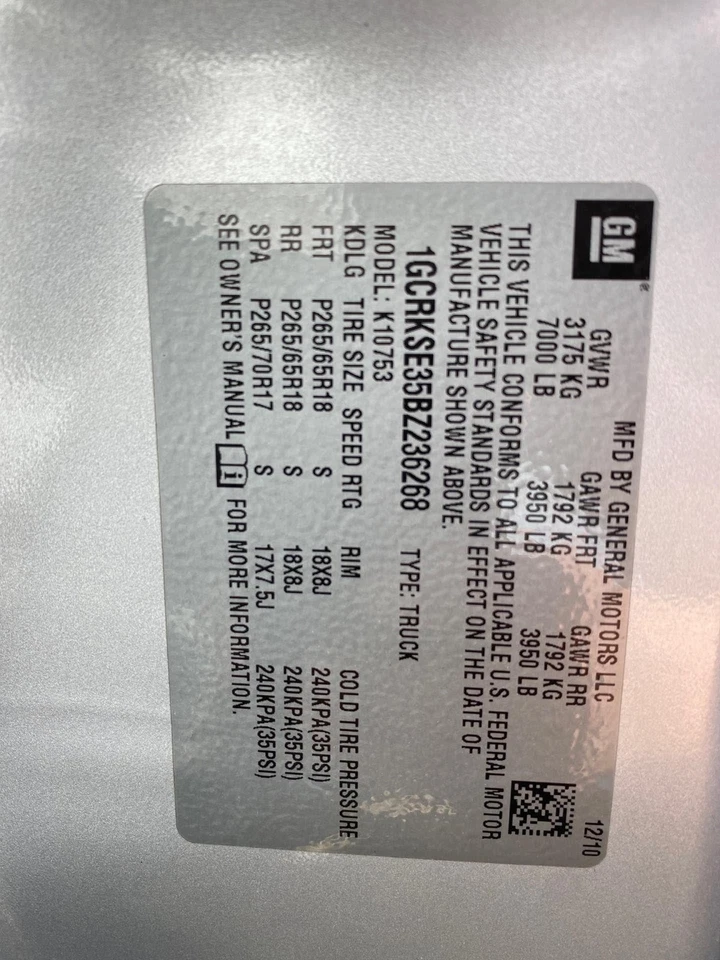 GM
MFD BY GENERAL MOTORS LLC 12/10
GVWR GAWR FRT GAWR RR
3175 KG 1792 KG 1792 KG
7000 LB 3950 LB 3950 LB
THIS VEHICLE CONFORMS TO ALL APPLICABLE U.S. FEDERAL MOTOR
VEHICLE SAFETY STANDARDS IN EFFECT ON THE DATE OF
MANUFACTURE SHOWN ABOVE.
1GCRKSE35BZ236268 TYPE: TRUCK
MODEL: K10753
KDLG TIRE SIZE SPEED RTG RIM COLD TIRE PRESSURE
FRT P265/65R18 S 18X8J 240KPA(35PSI)
RR P265/65R18 S 18X8J 240KPA(35PSI)
SPA P265/70R17 S 17X7.5J 240KPA(35PSI)
SEE OWNER'S MANUAL i FOR MORE INFORMATION.